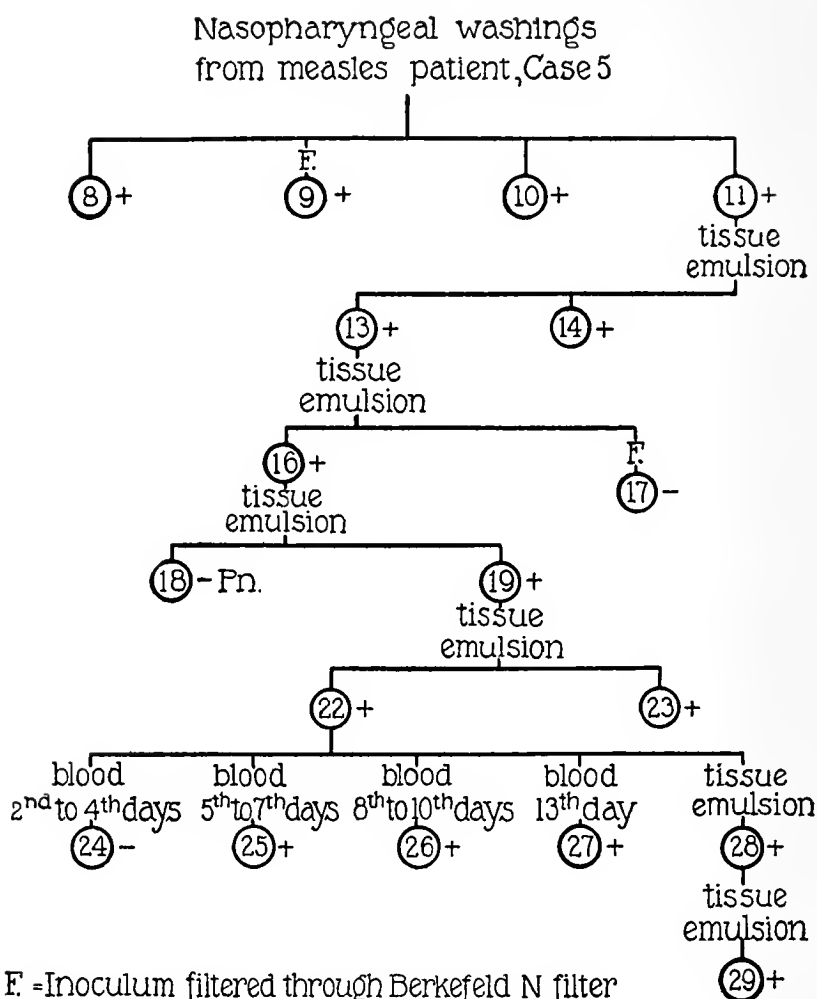 Nasopharyngeal washings
from measles patient, Case 5
F.
8 + 9 + 10 + 11 +
tissue
emulsion
13 + 14 +
tissue
emulsion
F.
16 + 17 -
tissue
emulsion
18 - Pn. 19 +
tissue
emulsion
22 + 23 +
blood blood blood blood tissue
2nd to 4th days 5th to 7th days 8th to 10th days 13th day emulsion
24 - 25 + 26 + 27 + 28 +
tissue
emulsion
29 +
F. = Inoculum filtered through Berkefeld N filter